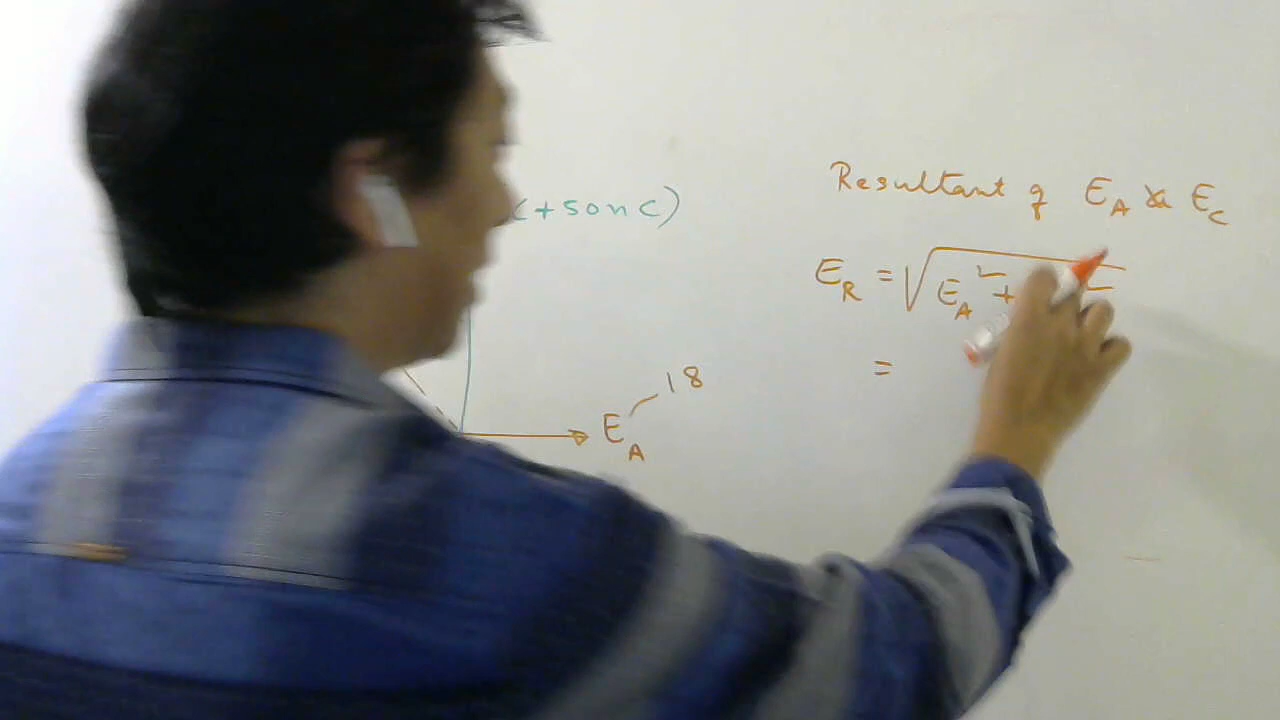 (+50nC)
Resultant of E_A & E_C
E_R = √E_A² +
=
18
E_A